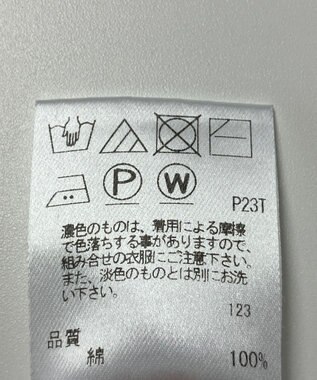 P W P23T
濃色のものは、着用による摩擦
で色落ちする事がありますので、
組み合せの衣服にご注意下さい。
また、淡色のものとは別にお洗
い下さい。
123
品質
綿 100%